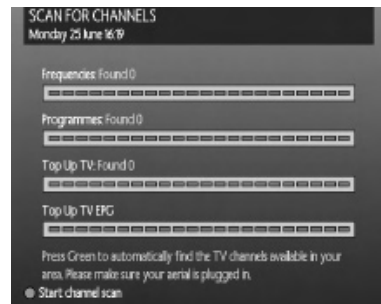 SCAN FOR CHANNELS
Monday 25 June 16:19
Frequencies: Found 0
Programmes: Found 0
Top Up TV: Found 0
Top Up TV EPG
Press Green to automatically find the TV channels available in your
area. Please make sure your aerial is plugged in.
Start channel scan